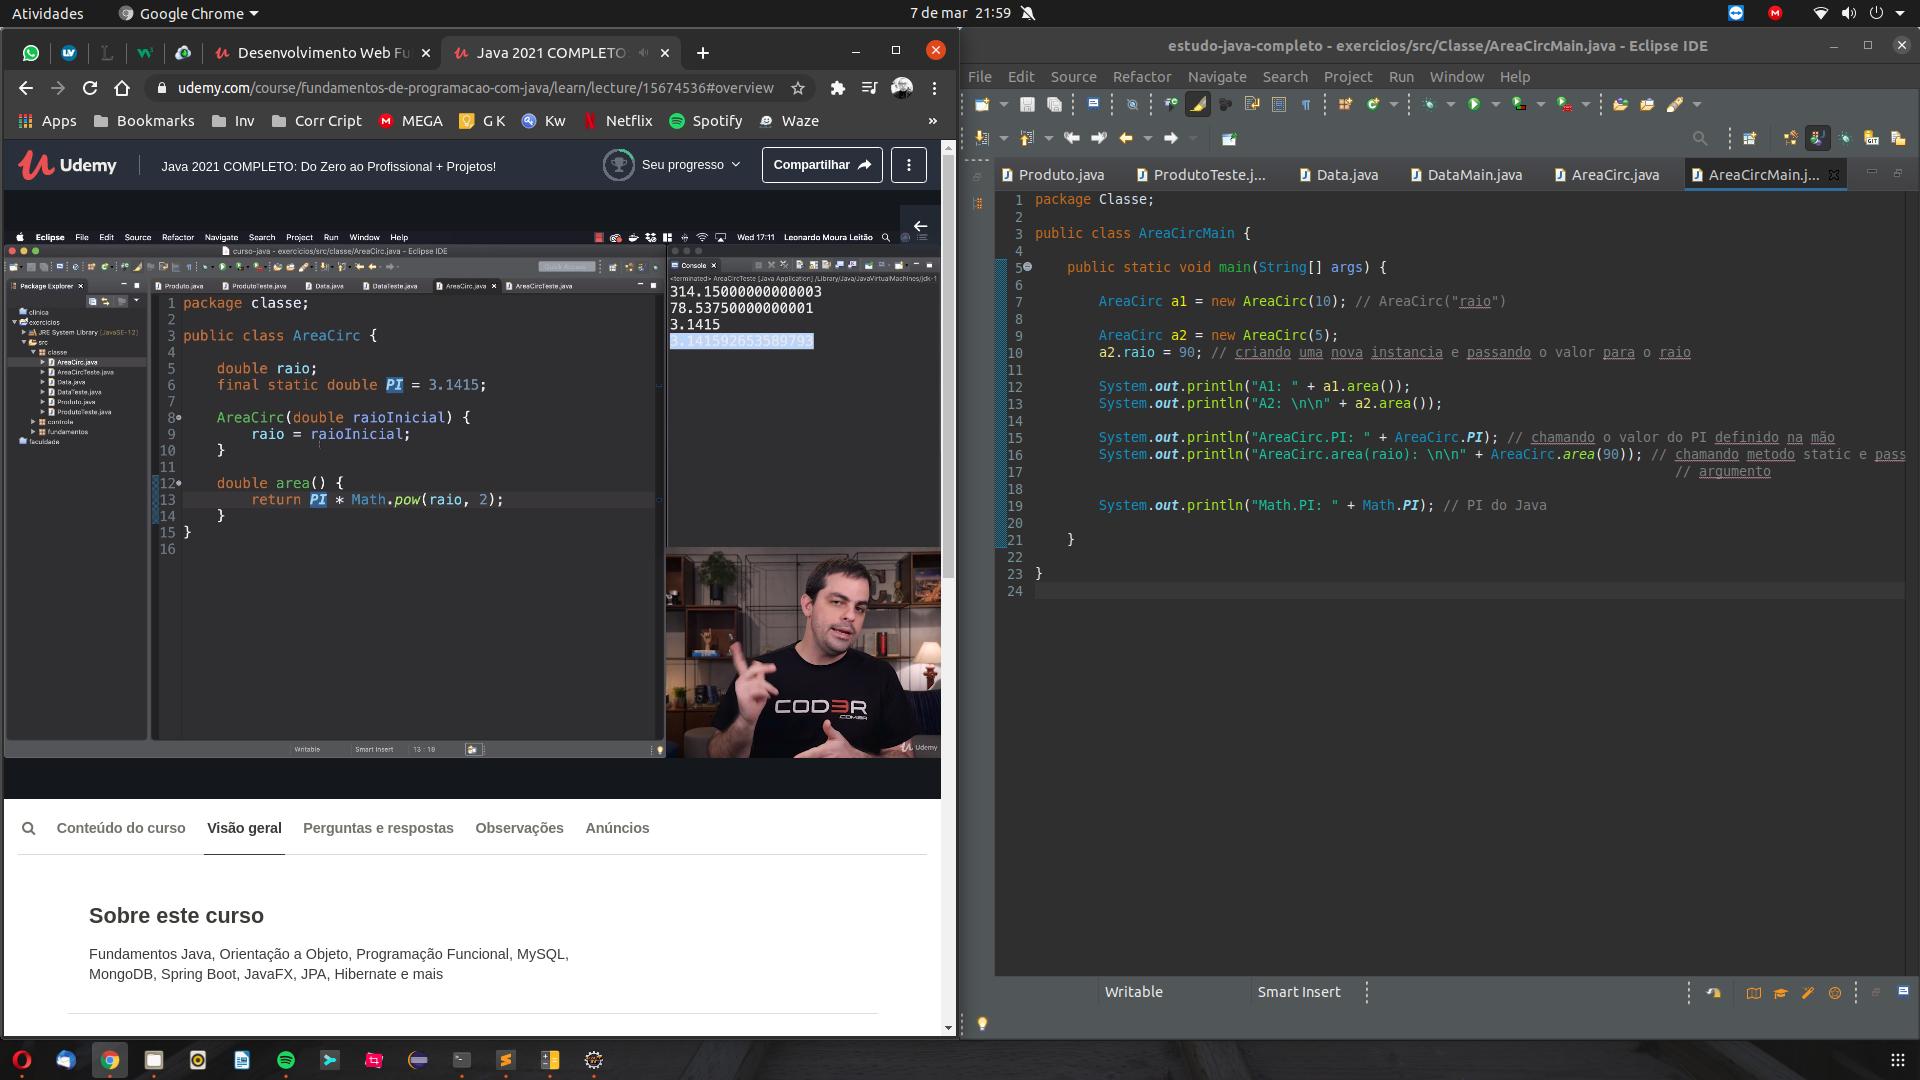 Atividades
Google Chrome
7 de mar 21:59
Desenvolvimento Web Fu
Java 2021 COMPLETO:
udemy.com/course/fundamentos-de-programacao-com-java/learn/lecture/15674536#overview
Apps
Bookmarks
Inv
Corr Cript
MEGA
G K
Kw
Netflix
Spotify
Waze
»
Udemy
Java 2021 COMPLETO: Do Zero ao Profissional + Projetos!
Seu progresso
Compartilhar
Eclipse File Edit Source Refactor Navigate Search Project Run Window Help
Wed 17:11 Leonardo Moura Leitão
curso-java - exercicios/src/classe/AreaCirc.java - Eclipse IDE
Quick Access
Package Explorer
clinica
exercicios
JRE System Library [JavaSE-12]
src
classe
AreaCirc.java
AreaCircTeste.java
Data.java
DataTeste.java
Produto.java
ProdutoTeste.java
controle
fundamentos
faculdade
Produto.java
ProdutoTeste.java
Data.java
DataTeste.java
AreaCirc.java
AreaCircTeste.java
1 package classe;
2
3 public class AreaCirc {
4
5 double raio;
6 final static double PI = 3.1415;
7
8 AreaCirc(double raioInicial) {
9 raio = raioInicial;
10 }
11
12 double area() {
13 return PI * Math.pow(raio, 2);
14 }
15 }
16
Writable
Smart Insert
13 : 19
Console
<terminated> AreaCircTeste [Java Application] /Library/Java/JavaVirtualMachines/jdk-1
314.15000000000003
78.53750000000001
3.1415
3.141592653589793
COD3R
.COM.BR
Udemy
Conteúdo do curso
Visão geral
Perguntas e respostas
Observações
Anúncios
Sobre este curso
Fundamentos Java, Orientação a Objeto, Programação Funcional, MySQL,
MongoDB, Spring Boot, JavaFX, JPA, Hibernate e mais
estudo-java-completo - exercicios/src/Classe/AreaCircMain.java - Eclipse IDE
File Edit Source Refactor Navigate Search Project Run Window Help
Produto.java
ProdutoTeste.j...
Data.java
DataMain.java
AreaCirc.java
AreaCircMain.j...
1 package Classe;
2
3 public class AreaCircMain {
4
5 public static void main(String[] args) {
6
7 AreaCirc a1 = new AreaCirc(10); // AreaCirc("raio")
8
9 AreaCirc a2 = new AreaCirc(5);
10 a2.raio = 90; // criando uma nova instancia e passando o valor para o raio
11
12 System.out.println("A1: " + a1.area());
13 System.out.println("A2: \n\n" + a2.area());
14
15 System.out.println("AreaCirc.PI: " + AreaCirc.PI); // chamando o valor do PI definido na mão
16 System.out.println("AreaCirc.area(raio): \n\n" + AreaCirc.area(90)); // chamando metodo static e pass
17 // argumento
18
19 System.out.println("Math.PI: " + Math.PI); // PI do Java
20
21 }
22
23 }
24
Writable
Smart Insert